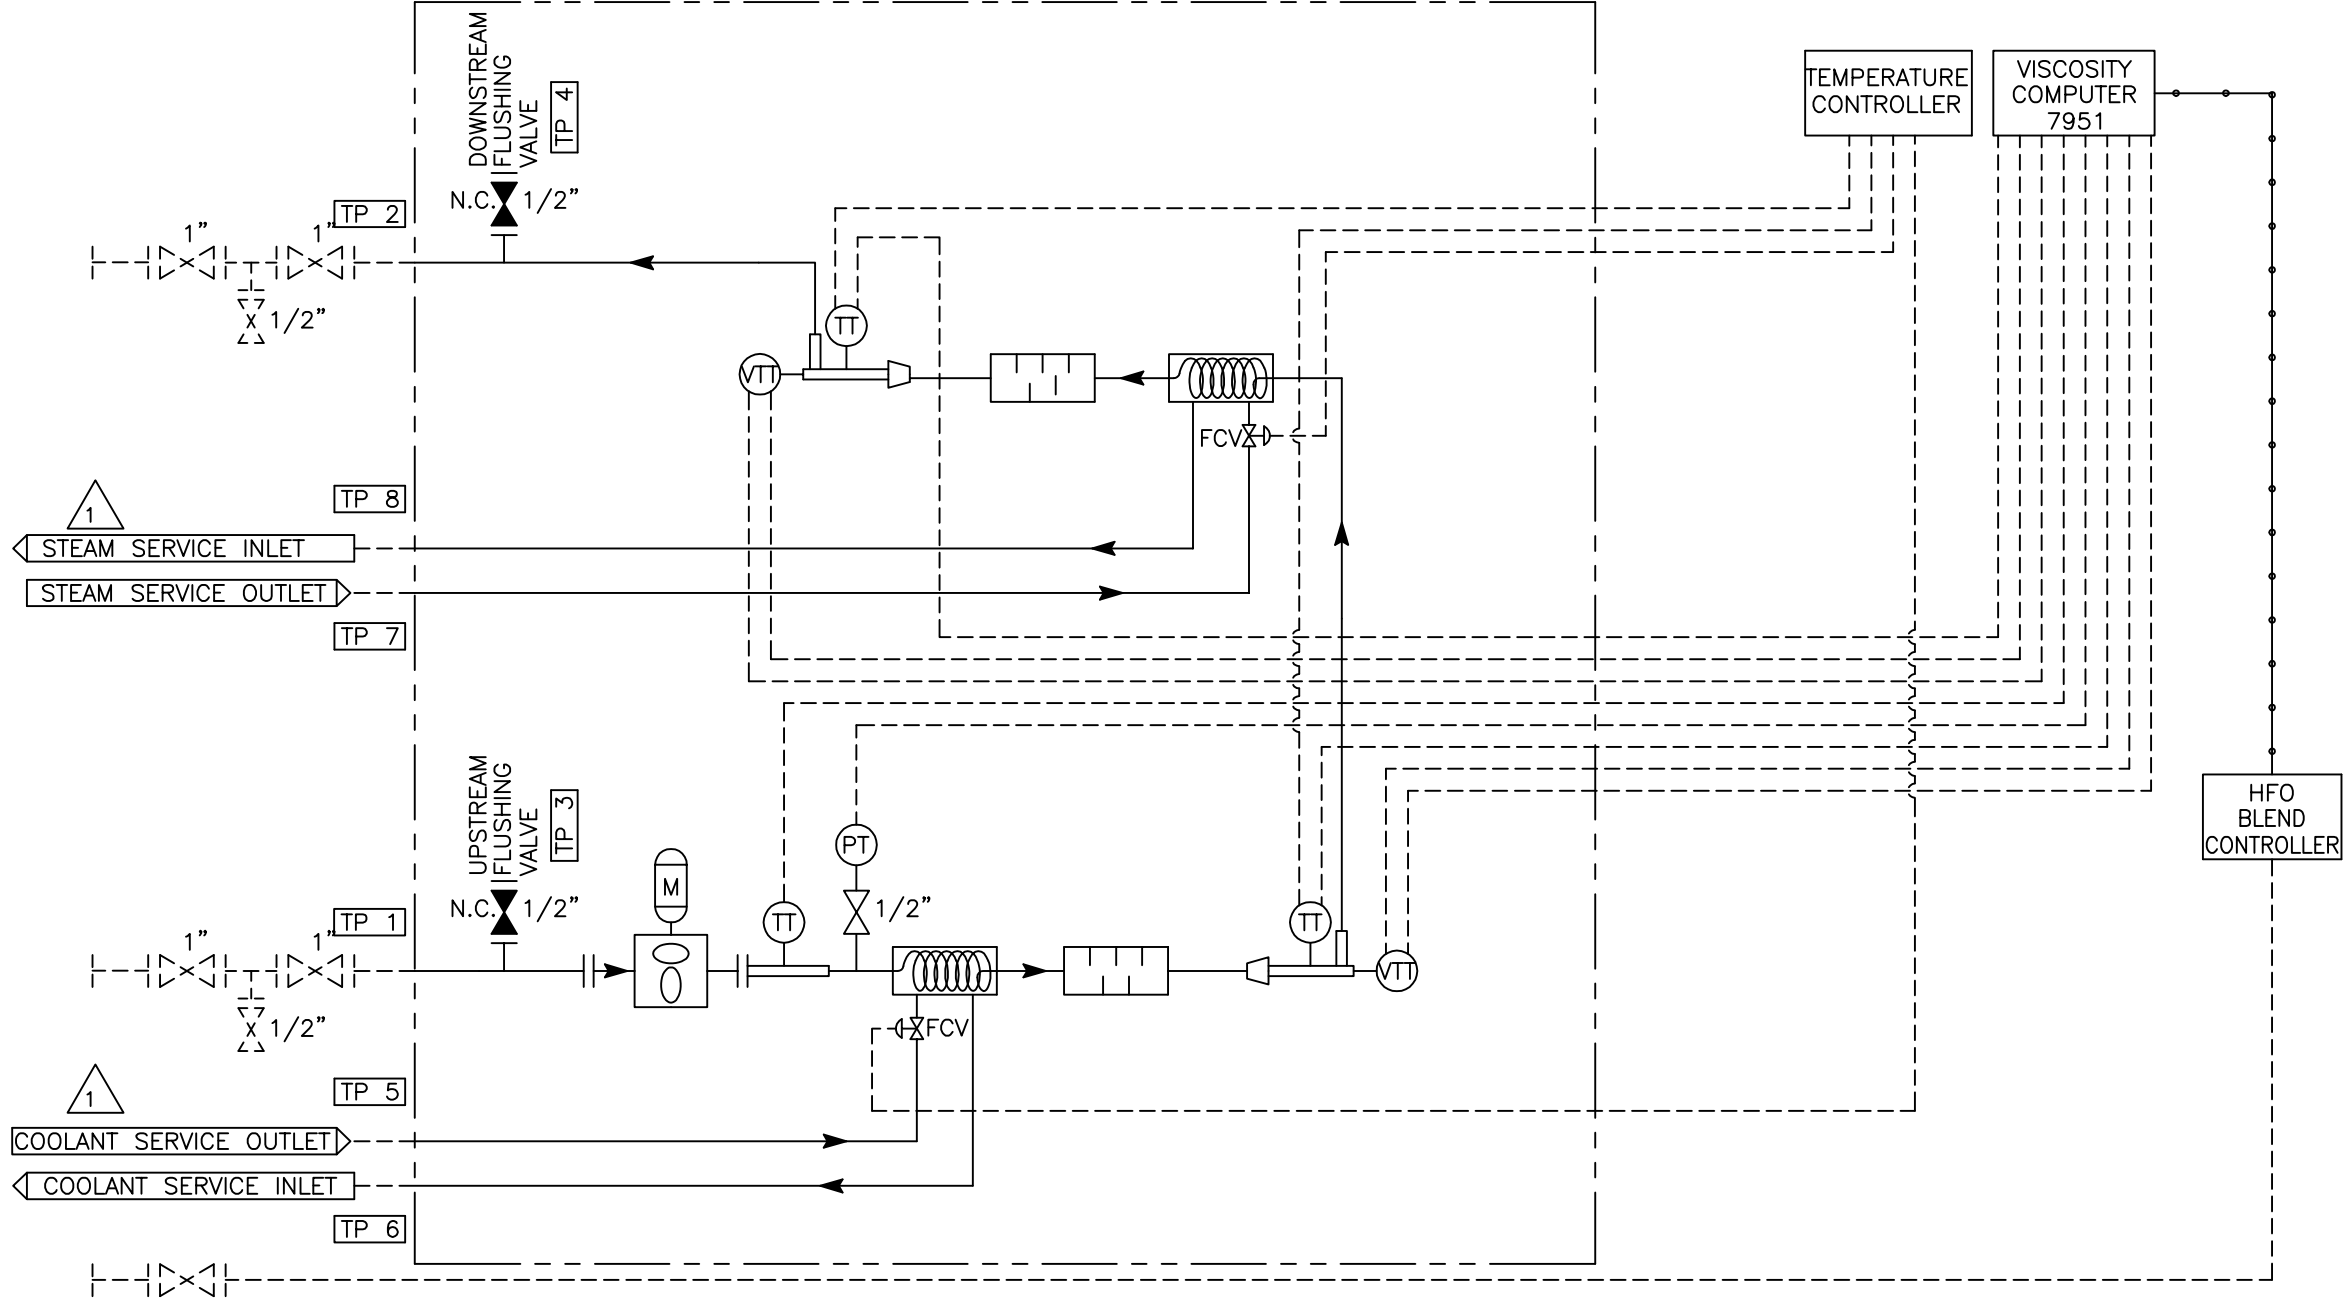 DOWNSTREAM
FLUSHING
VALVE
TP 4
N.C.
1/2"
TEMPERATURE
CONTROLLER
VISCOSITY
COMPUTER
7951
TP 2
1"
1"
1/2"
TT
VTT
FCV
TP 8
1
STEAM SERVICE INLET
STEAM SERVICE OUTLET
TP 7
UPSTREAM
FLUSHING
VALVE
TP 3
N.C.
1/2"
HFO
BLEND
CONTROLLER
M
PT
TP 1
1"
1"
TT
1/2"
TT
VTT
1/2"
FCV
TP 5
1
COOLANT SERVICE OUTLET
COOLANT SERVICE INLET
TP 6